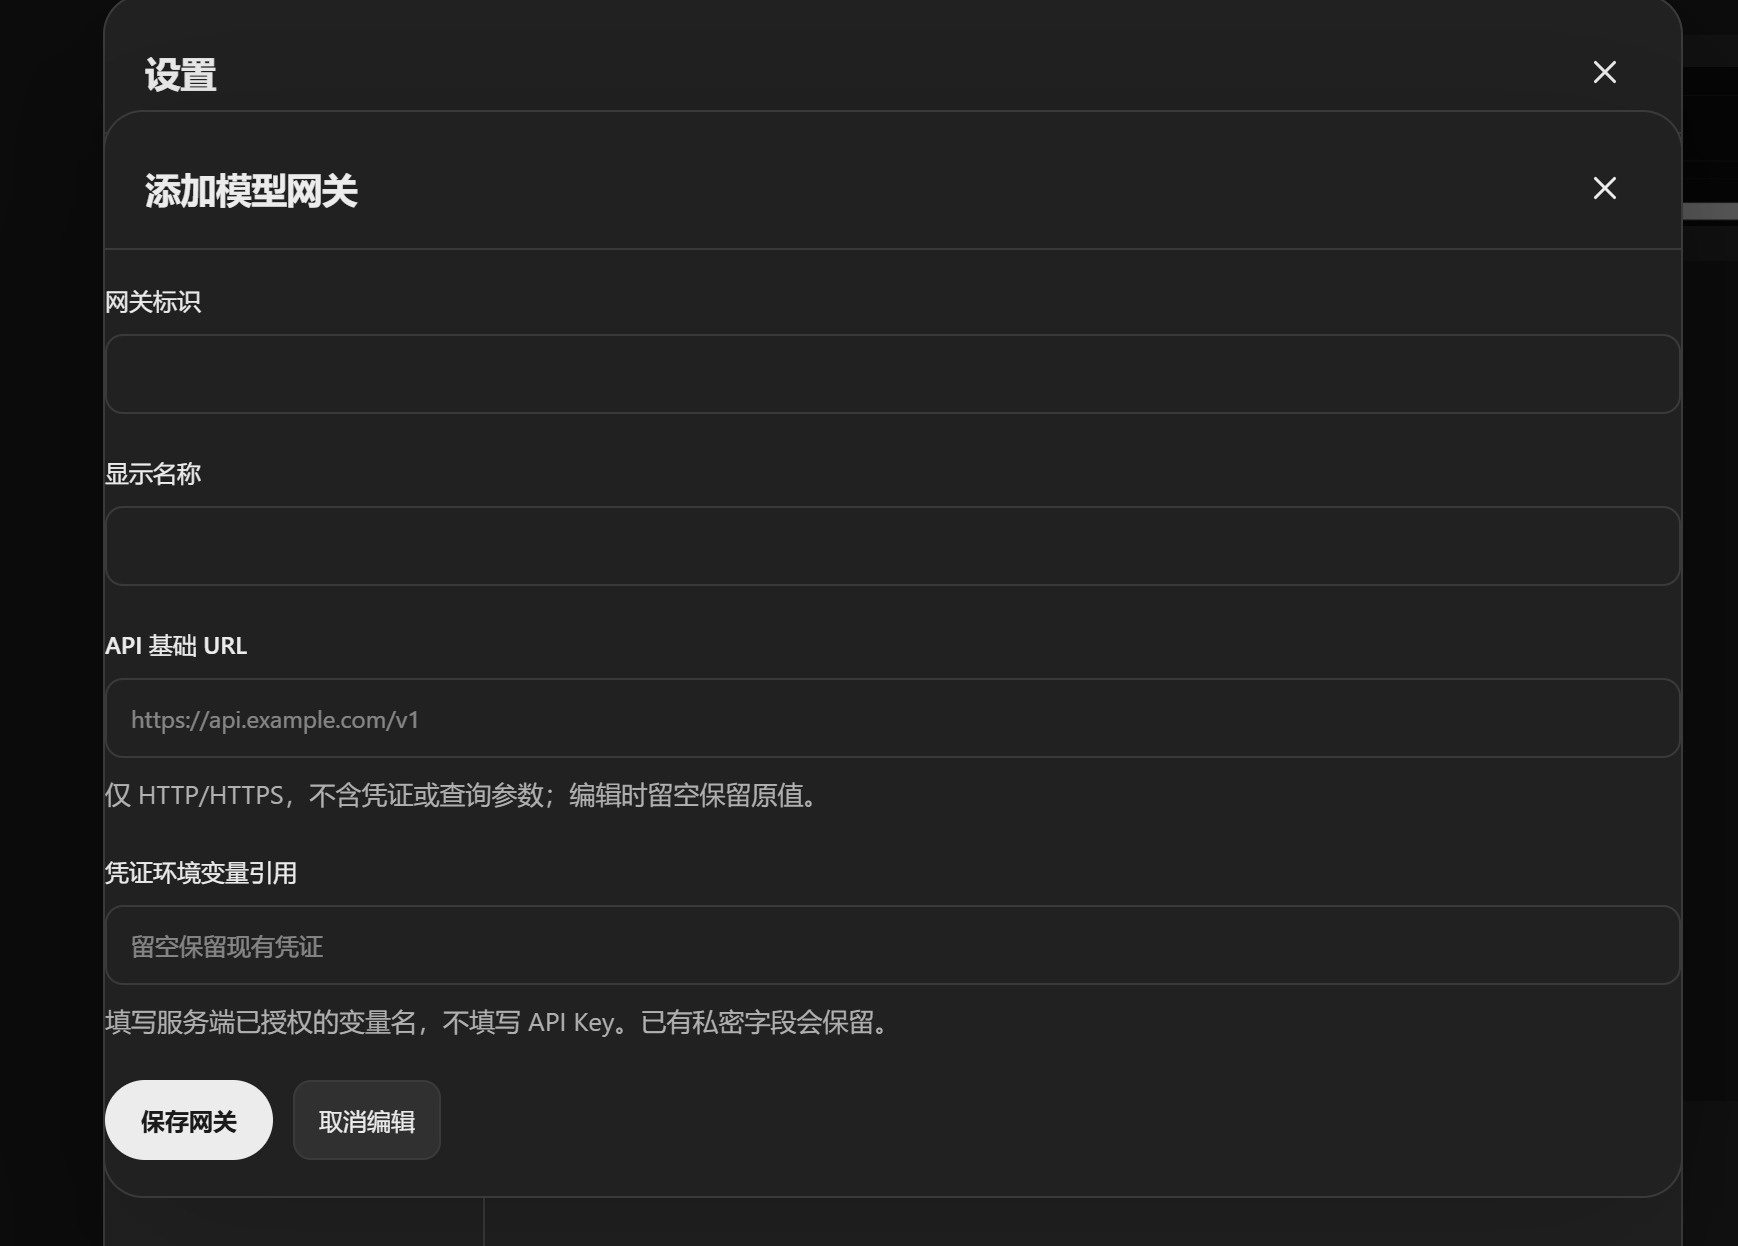 设置
添加模型网关
网关标识
显示名称
API 基础 URL
https://api.example.com/v1
仅 HTTP/HTTPS，不含凭证或查询参数；编辑时留空保留原值。
凭证环境变量引用
留空保留现有凭证
填写服务端已授权的变量名，不填写 API Key。已有私密字段会保留。
保存网关
取消编辑